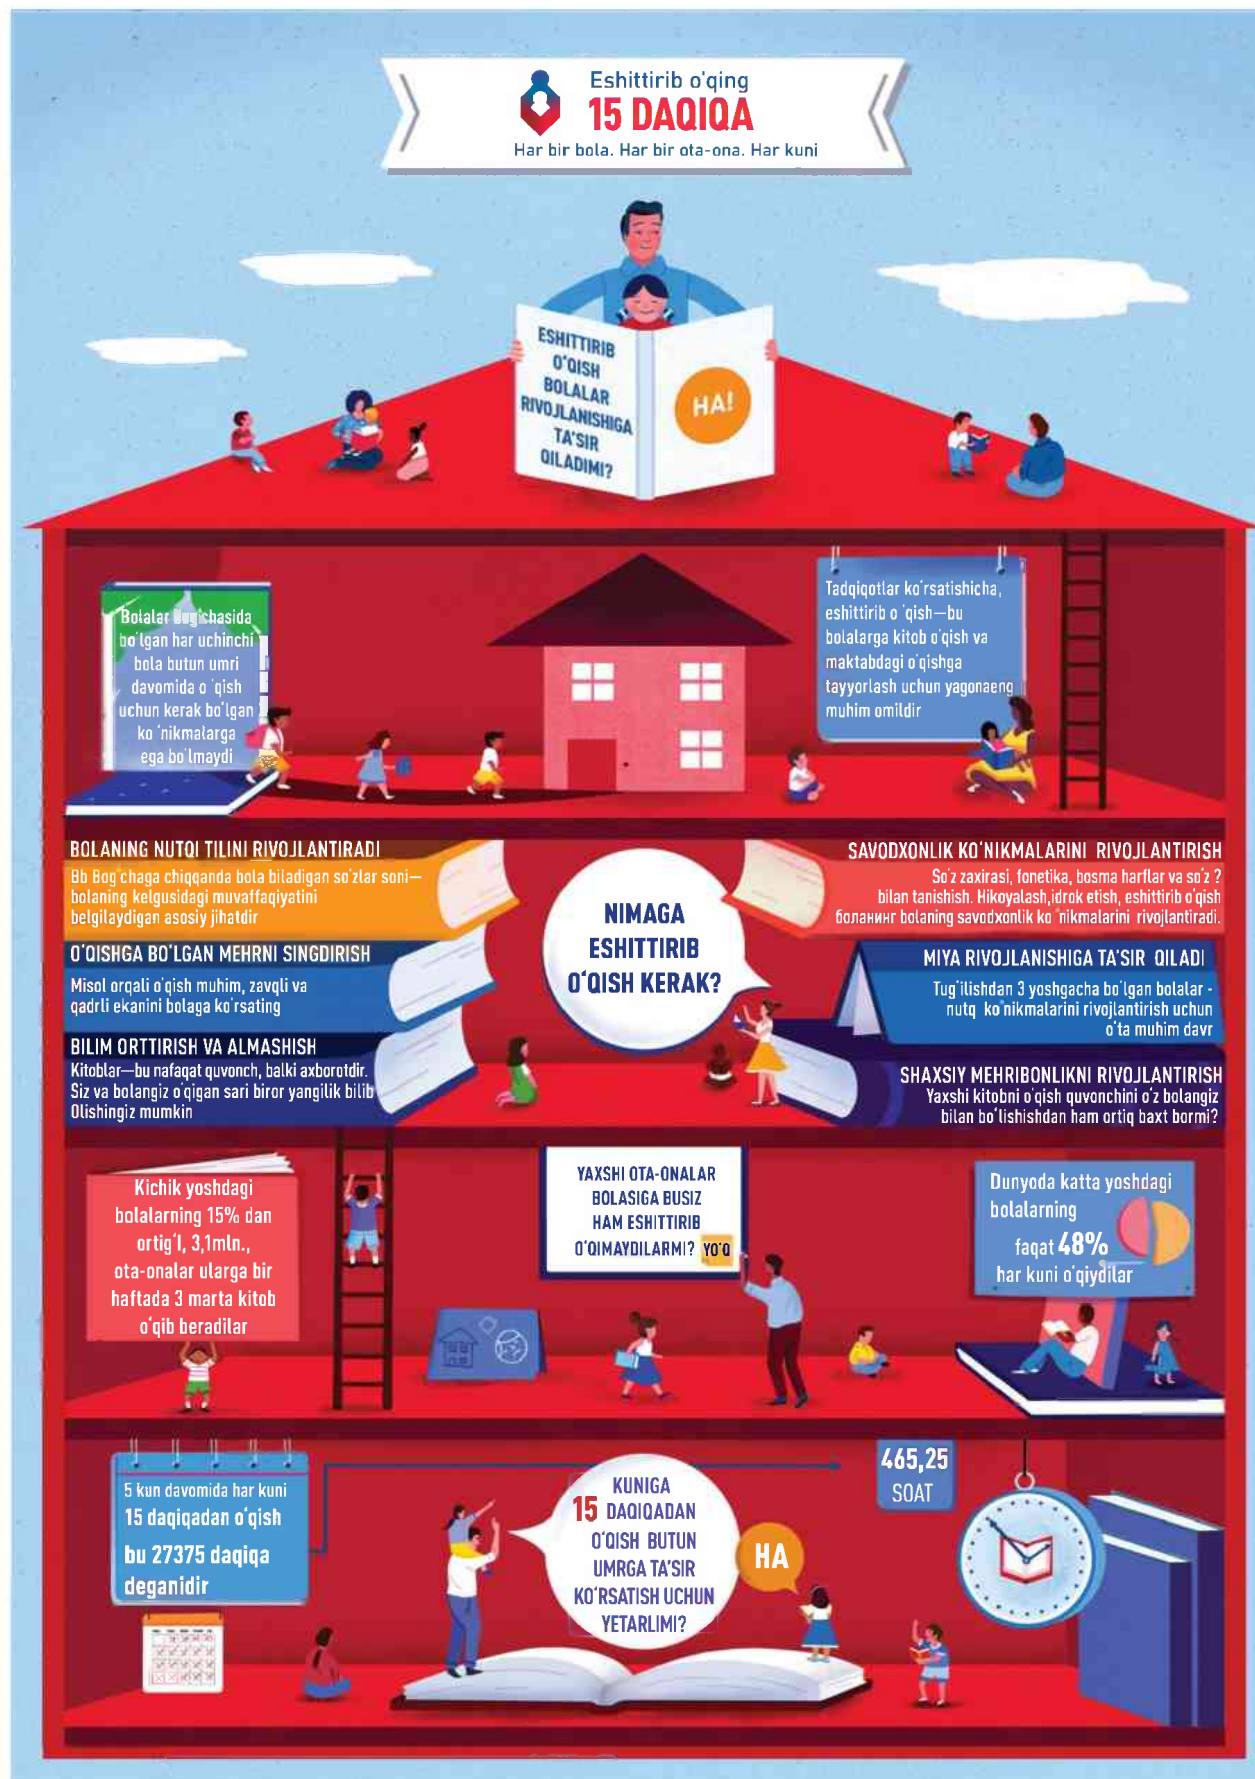 Eshittirib o'qing
15 DAQIQA
Har bir bola. Har bir ota-ona. Har kuni
ESHITTIRIB
O'QISH
BOLALAR
RIVOJLANISHIGA
TA'SIR
QILADIMI?
HA!
Bolalar
bo'lgan har uchinchi
bola butun umri
davomida o 'qish
uchun kerak bo'lgan
ko 'nikmalarga
ega bo'lmaydi
Tadqiqotlar ko'rsatishicha,
eshittirib o 'qish—bu
bolalarga kitob o'qish va
maktabdagi o'qishga
tayyorlash uchun yagonaeng
muhim omildir
BOLANING NUTQI TILINI RIVOJLANTIRADI
Bb Bog'chaga chiqqanda bola biladigan so'zlar soni—
bolaning kelgusidagi muvaffaqiyatini
belgilaydigan asosiy jihatdir
O'QISHGA BO'LGAN MEHRNI SINGDIRISH
Misol orqali o'qish muhim, zavqli va
qadrli ekanini bolaga ko'rsating
BILIM ORTTIRISH VA ALMASHISH
Kitoblar—bu nafaqat quvonch, balki axborotdir.
Siz va bolangiz o'qigan sari biror yangilik bilib
Olishingiz mumkin
NIMAGA
ESHITTIRIB
O'QISH KERAK?
SAVODXONLIK KO'NIKMALARINI RIVOJLANTIRISH
So'z zaxirasi, fonetika, bosma harflar va so'z ?
bilan tanishish. Hikoyalash,idrok etish, eshittirib o'qish
боланинг bolaning savodxonlik ko 'nikmalarini rivojlantiradi.
MIYA RIVOJLANISHIGA TA'SIR QILADI
Tug'ilishdan 3 yoshgacha bo'lgan bolalar -
nutq ko'nikmalarini rivojlantirish uchun
o'ta muhim davr
SHAXSIY MEHRIBONLIKNI RIVOJLANTIRISH
Yaxshi kitobni o'qish quvonchini o'z bolangiz
bilan bo'lishishdan ham ortiq baxt bormi?
Kichik yoshdagi
bolalarning 15% dan
ortig'I, 3,1mln.,
ota-onalar ularga bir
haftada 3 marta kitob
o'qib beradilar
YAXSHI OTA-ONALAR
BOLASIGA BUSIZ
HAM ESHITTIRIB
O'QIMAYDILARMI? YO'Q
Dunyoda katta yoshdagi
bolalarning
faqat 48%
har kuni o'qiydilar
5 kun davomida har kuni
15 daqiqadan o'qish
bu 27375 daqiqa
deganidir
KUNIGA
15 DAQIQADAN
O'QISH BUTUN
UMRGA TA'SIR
KO'RSATISH UCHUN
YETARLIMI?
HA
465,25
SOAT